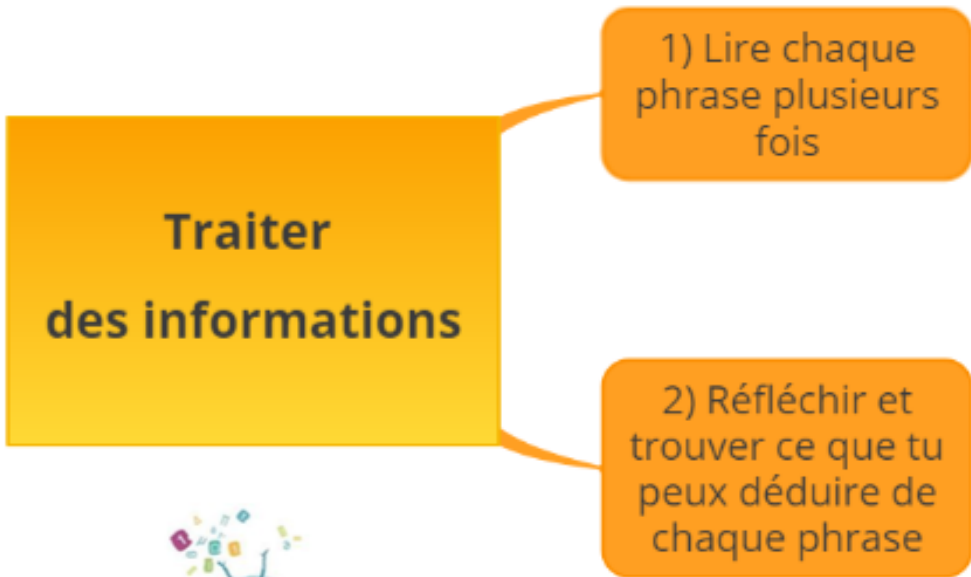 Traiter
des informations
1) Lire chaque
phrase plusieurs
fois
2) Réfléchir et
trouver ce que tu
peux déduire de
chaque phrase